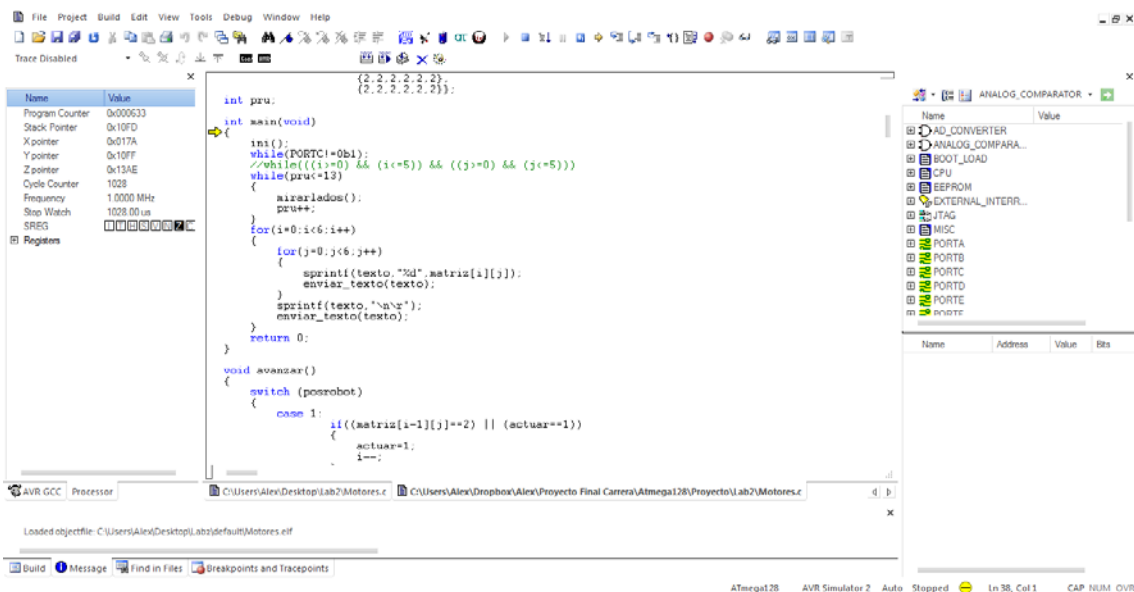 File Project Build Edit View Tools Debug Window Help
Trace Disabled
Name Value
Program Counter 0x000633
Stack Pointer 0x10FD
X pointer 0x017A
Y pointer 0x10FF
Z pointer 0x13AE
Cycle Counter 1028
Frequency 1.0000 MHz
Stop Watch 1028.00 us
SREG I T H S V N Z C
Registers
AVR GCC Processor
{2,2,2,2,2,2},
{2,2,2,2,2,2}};
int pru;
int main(void)
{
ini();
while(PORTC!=0b1);
//while(((i>=0) && (i<=5)) && ((j>=0) && (j<=5)))
while(pru<=13)
{
mirarlados();
pru++;
}
for(i=0;i<6;i++)
{
for(j=0;j<6;j++)
{
sprintf(texto,"%d",matriz[i][j]);
enviar_texto(texto);
}
sprintf(texto,"\n\r");
enviar_texto(texto);
}
return 0;
}
void avanzar()
{
switch (posrobot)
{
case 1:
if((matriz[i-1][j]==2) || (actuar==1))
{
actuar=1;
i--;
C:\Users\Alex\Desktop\Lab2\Motores.c C:\Users\Alex\Dropbox\Alex\Proyecto Final Carrera\Atmega128\Proyecto\Lab2\Motores.c
ANALOG_COMPARATOR
Name Value
AD_CONVERTER
ANALOG_COMPARA...
BOOT_LOAD
CPU
EEPROM
EXTERNAL_INTERR...
JTAG
MISC
PORTA
PORTB
PORTC
PORTD
PORTE
PORTF
Name Address Value Bits
Loaded objectfile: C:\Users\Alex\Desktop\Lab2\default\Motores.elf
Build Message Find in Files Breakpoints and Tracepoints
ATmega128 AVR Simulator 2 Auto Stopped Ln 38, Col 1 CAP NUM OVR